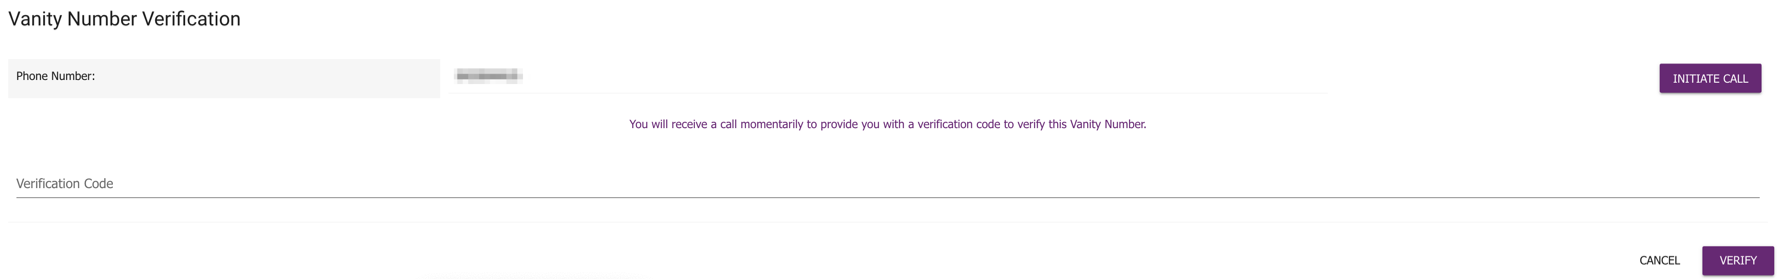 Vanity Number Verification
Phone Number:
INITIATE CALL
You will receive a call momentarily to provide you with a verification code to verify this Vanity Number.
Verification Code
CANCEL
VERIFY